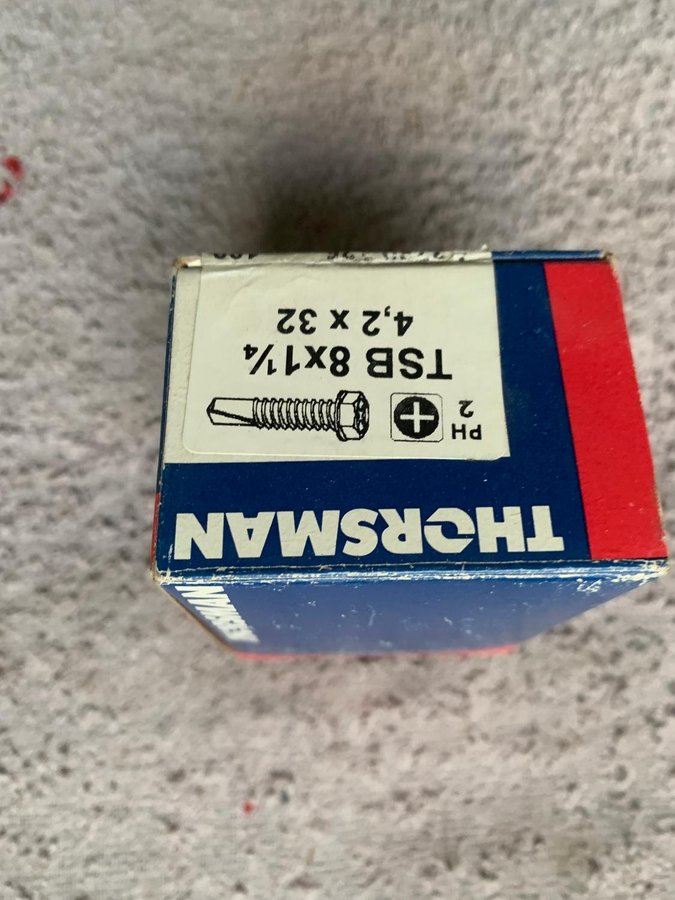 THORSMAN
PH
2
TSB 8x1¼
4,2 x 32